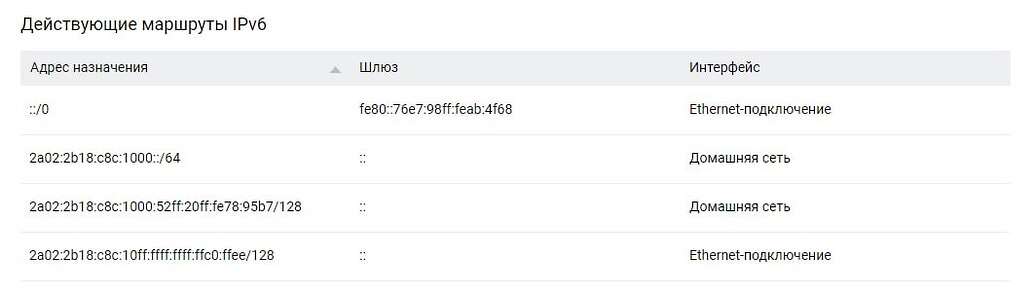 Действующие маршруты IPv6
Адрес назначения Шлюз Интерфейс
::/0 fe80::76e7:98ff:feab:4f68 Ethernet-подключение
2a02:2b18:c8c:1000::/64 :: Домашняя сеть
2a02:2b18:c8c:1000:52ff:20ff:fe78:95b7/128 :: Домашняя сеть
2a02:2b18:c8c:10ff:ffff:ffff:ffc0:ffee/128 :: Ethernet-подключение